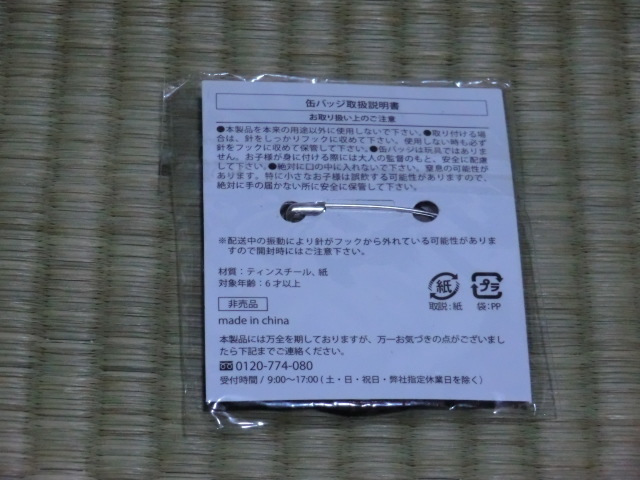 缶バッジ取扱説明書
お取り扱い上のご注意
●本製品を本来の用途以外に使用しないで下さい。●取り付ける場
合は、針をしっかりフックに収めて下さい。使用しない時も必ず
針をフックに収めて保管して下さい。●缶バッジは玩具ではありま
せん。お子様が身に付ける際には大人の監督のもと、安全に配慮
して下さい。●絶対に口の中に入れないで下さい。窒息の可能性が
あります。特に小さなお子様は誤飲する可能性がありますので、
絶対に手の届かない所に安全に保管して下さい。
※配送中の振動により針がフックから外れている可能性がありま
すので開封時にはご注意下さい。
材質：ティンスチール、紙
対象年齢：6才以上
紙 プラ
取説：紙 袋：PP
非売品
made in china
本製品には万全を期しておりますが、万一お気づきの点がございまし
たら下記までご連絡ください。
0120-774-080
受付時間 / 9:00～17:00（土・日・祝日・弊社指定休業日を除く）